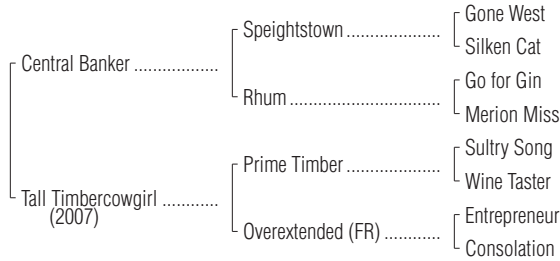 Gone West
Speightstown ..................
Silken Cat
Central Banker ..................
Go for Gin
Rhum ................................
Merion Miss
Sultry Song
Prime Timber ....................
Wine Taster
Tall Timbercowgirl ............
(2007)
Entrepreneur
Overextended (FR) ............
Consolation